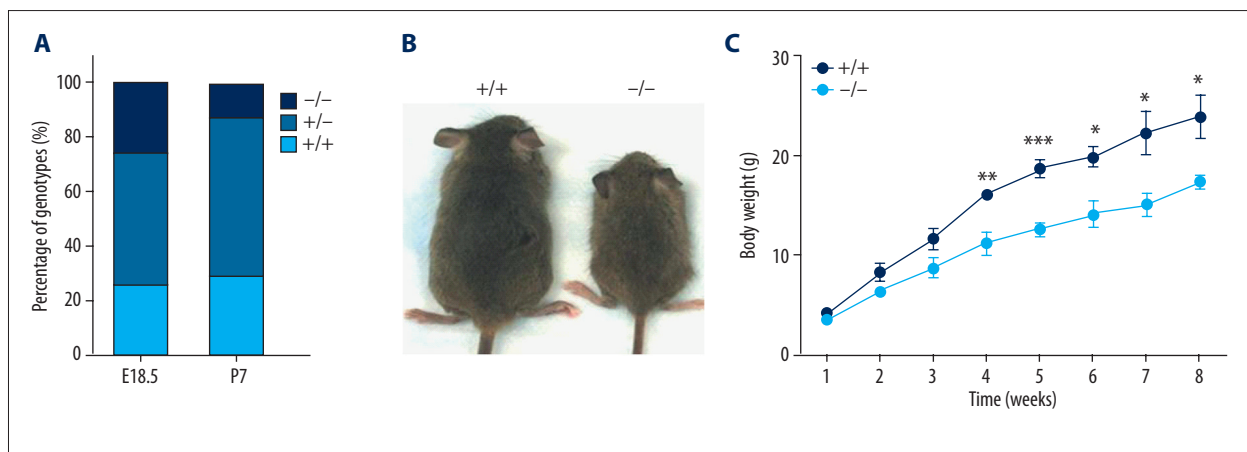 A
Percentage of genotypes (%)
100
80
60
40
20
0
E18.5
P7
–/–
+/–
+/+
B
+/+
–/–
C
+/+
–/–
Body weight (g)
30
20
10
0
**
***
*
*
*
1 2 3 4 5 6 7 8
Time (weeks)